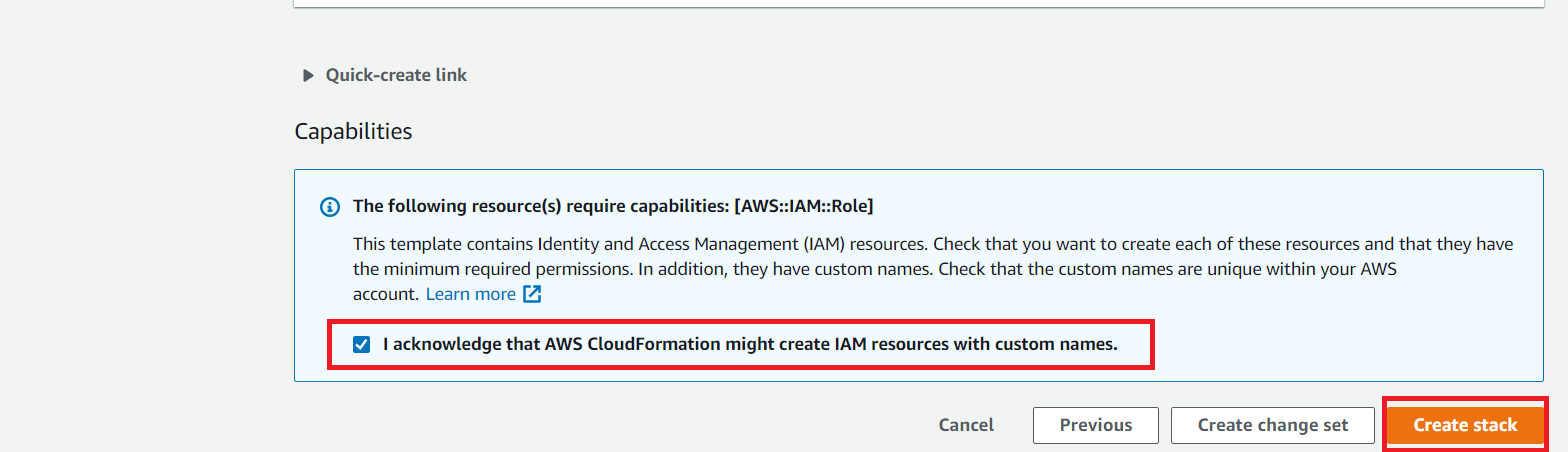 Quick-create link
Capabilities
The following resource(s) require capabilities: [AWS::IAM::Role]
This template contains Identity and Access Management (IAM) resources. Check that you want to create each of these resources and that they have
the minimum required permissions. In addition, they have custom names. Check that the custom names are unique within your AWS
account. Learn more
I acknowledge that AWS CloudFormation might create IAM resources with custom names.
Cancel Previous Create change set Create stack